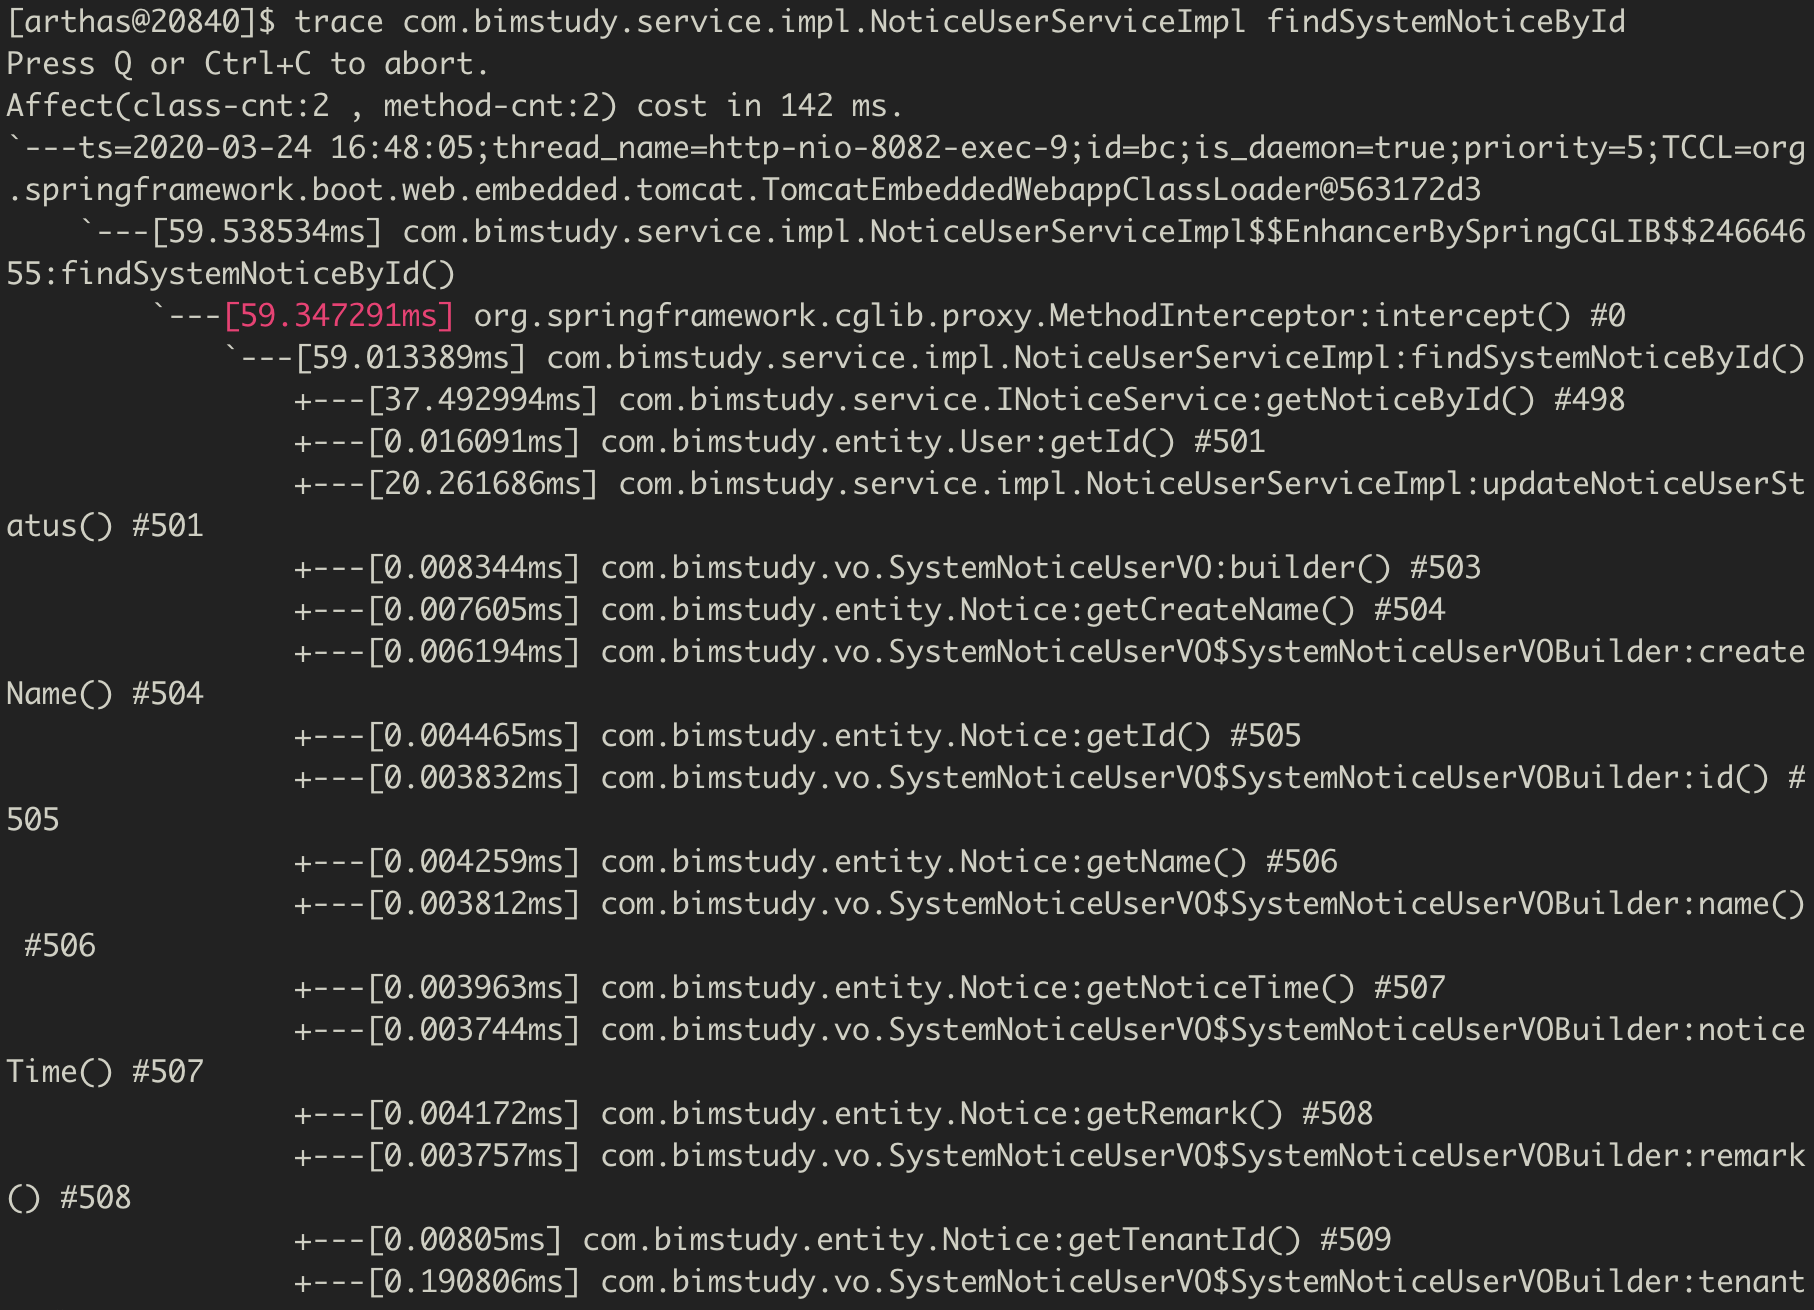 [arthas@20840]$ trace com.bimstudy.service.impl.NoticeUserServiceImpl findSystemNoticeById
Press Q or Ctrl+C to abort.
Affect(class-cnt:2 , method-cnt:2) cost in 142 ms.
`---ts=2020-03-24 16:48:05;thread_name=http-nio-8082-exec-9;id=bc;is_daemon=true;priority=5;TCCL=org
.springframework.boot.web.embedded.tomcat.TomcatEmbeddedWebappClassLoader@563172d3
    `---[59.538534ms] com.bimstudy.service.impl.NoticeUserServiceImpl$$EnhancerBySpringCGLIB$$246646
55:findSystemNoticeById()
        `---[59.347291ms] org.springframework.cglib.proxy.MethodInterceptor:intercept() #0
            `---[59.013389ms] com.bimstudy.service.impl.NoticeUserServiceImpl:findSystemNoticeById()
                +---[37.492994ms] com.bimstudy.service.INoticeService:getNoticeById() #498
                +---[0.016091ms] com.bimstudy.entity.User:getId() #501
                +---[20.261686ms] com.bimstudy.service.impl.NoticeUserServiceImpl:updateNoticeUserSt
atus() #501
                +---[0.008344ms] com.bimstudy.vo.SystemNoticeUserVO:builder() #503
                +---[0.007605ms] com.bimstudy.entity.Notice:getCreateName() #504
                +---[0.006194ms] com.bimstudy.vo.SystemNoticeUserVO$SystemNoticeUserVOBuilder:create
Name() #504
                +---[0.004465ms] com.bimstudy.entity.Notice:getId() #505
                +---[0.003832ms] com.bimstudy.vo.SystemNoticeUserVO$SystemNoticeUserVOBuilder:id() #
505
                +---[0.004259ms] com.bimstudy.entity.Notice:getName() #506
                +---[0.003812ms] com.bimstudy.vo.SystemNoticeUserVO$SystemNoticeUserVOBuilder:name()
 #506
                +---[0.003963ms] com.bimstudy.entity.Notice:getNoticeTime() #507
                +---[0.003744ms] com.bimstudy.vo.SystemNoticeUserVO$SystemNoticeUserVOBuilder:notice
Time() #507
                +---[0.004172ms] com.bimstudy.entity.Notice:getRemark() #508
                +---[0.003757ms] com.bimstudy.vo.SystemNoticeUserVO$SystemNoticeUserVOBuilder:remark
() #508
                +---[0.00805ms] com.bimstudy.entity.Notice:getTenantId() #509
                +---[0.190806ms] com.bimstudy.vo.SystemNoticeUserVO$SystemNoticeUserVOBuilder:tenant